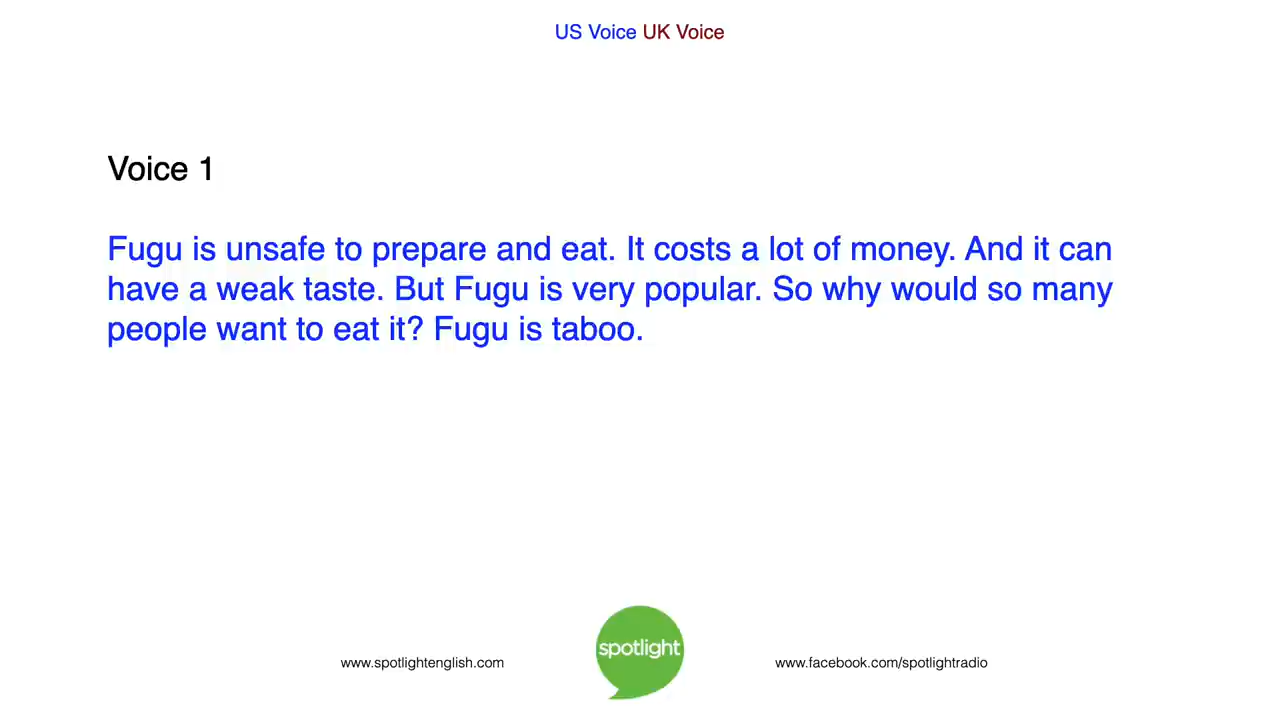 US Voice UK Voice
Voice 1
Fugu is unsafe to prepare and eat. It costs a lot of money. And it can
have a weak taste. But Fugu is very popular. So why would so many
people want to eat it? Fugu is taboo.
spotlight
www.spotlightenglish.com
www.facebook.com/spotlightradio